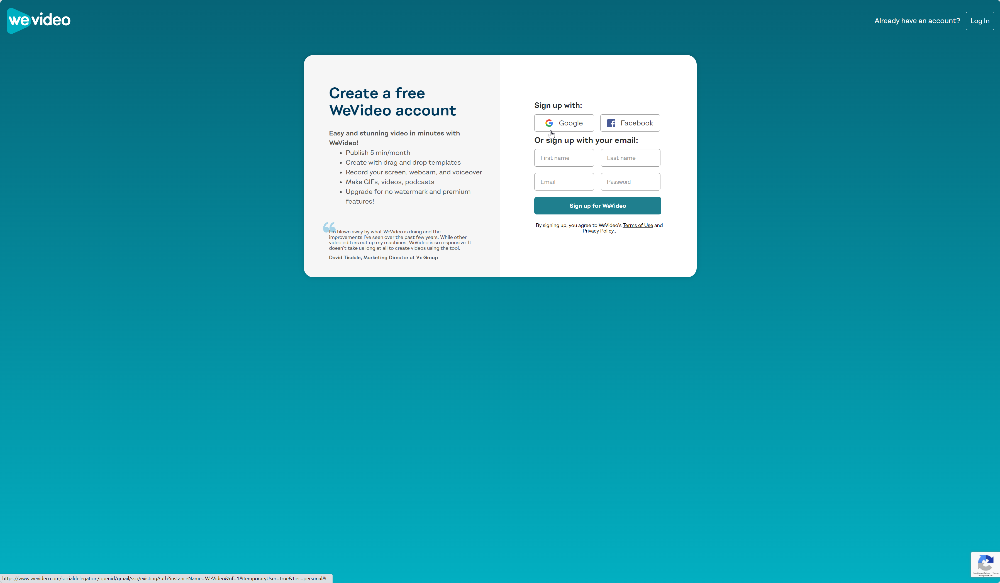 wevideo
Already have an account?
Log In
Create a free
WeVideo account
Easy and stunning video in minutes with
WeVideo!
• Publish 5 min/month
• Create with drag and drop templates
• Record your screen, webcam, and voiceover
• Make GIFs, videos, podcasts
• Upgrade for no watermark and premium
features!
“
I'm blown away by what WeVideo is doing and the
improvements I've seen over the past few years. While other
video editors eat up my machines, WeVideo is so responsive. It
doesn't take us long at all to create videos using the tool.
David Tisdale, Marketing Director at Vx Group
Sign up with:
Google
Facebook
Or sign up with your email:
First name
Last name
Email
Password
Sign up for WeVideo
By signing up, you agree to WeVideo's Terms of Use and
Privacy Policy..
Конфіденційність - Умови
використання
https://www.wevideo.com/socialdelegation/openid/gmail/sso/existingAuth?instanceName=WeVideo&nf=1&temporaryUser=true&tier=personal&...